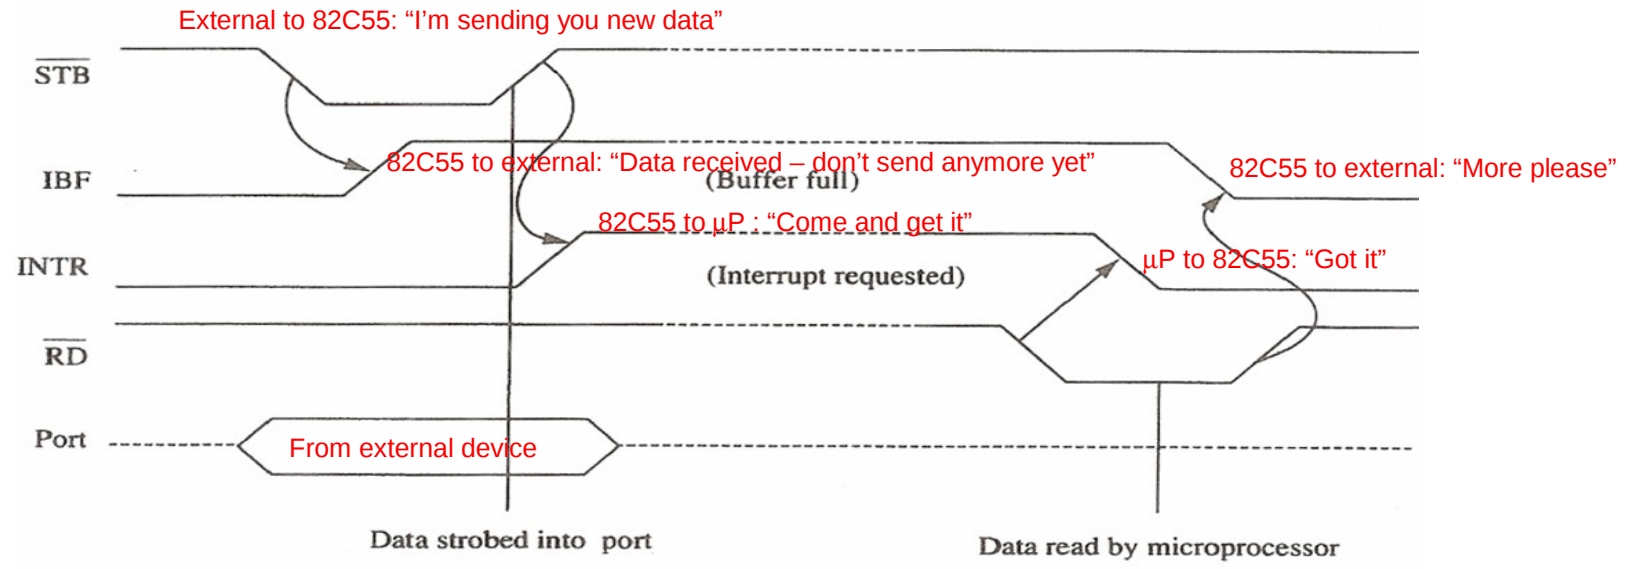 External to 82C55: “I’m sending you new data”
STB
82C55 to external: “Data received – don’t send anymore yet”
82C55 to external: “More please”
IBF
(Buffer full)
82C55 to μP : “Come and get it”
μP to 82C55: “Got it”
INTR
(Interrupt requested)
RD
Port
From external device
Data strobed into port
Data read by microprocessor